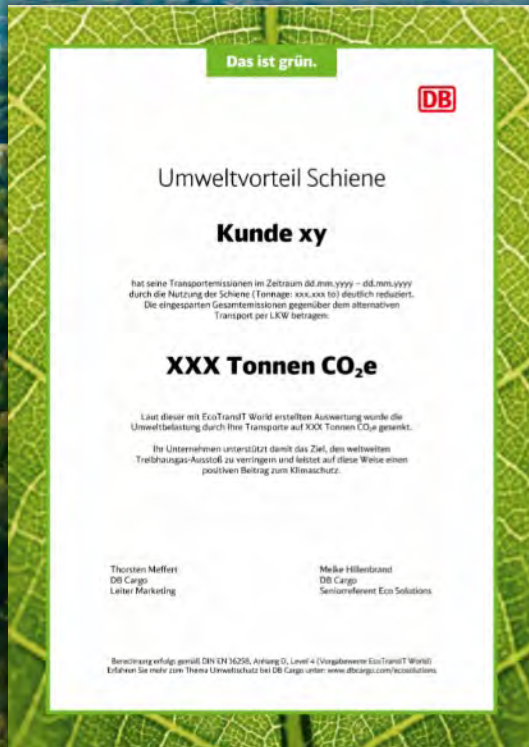 Das ist grün.
DB
Umweltvorteil Schiene
Kunde xy
hat seine Transportemissionen im Zeitraum dd.mm.yyyy – dd.mm.yyyy
durch die Nutzung der Schiene (Tonnage: xxx.xxx to) deutlich reduziert.
Die eingesparten Gesamtemissionen gegenüber dem alternativen
Transport per LKW betragen:
XXX Tonnen CO₂e
Laut dieser mit EcoTransIT World erstellten Auswertung wurde die
Umweltbelastung durch Ihre Transporte auf XXX Tonnen CO₂e gesenkt.
Ihr Unternehmen unterstützt damit das Ziel, den weltweiten
Treibhausgas-Ausstoß zu verringern und leistet auf diese Weise einen
positiven Beitrag zum Klimaschutz.
Thorsten Meffert
DB Cargo
Leiter Marketing
Meike Hillenbrand
DB Cargo
Seniorreferent Eco Solutions
Berechnung erfolgt gemäß DIN EN 16258, Anhang D, Level 4 (Vorgabewerte EcoTransIT World)
Erfahren Sie mehr zum Thema Umweltschutz bei DB Cargo unter: www.dbcargo.com/ecosolutions